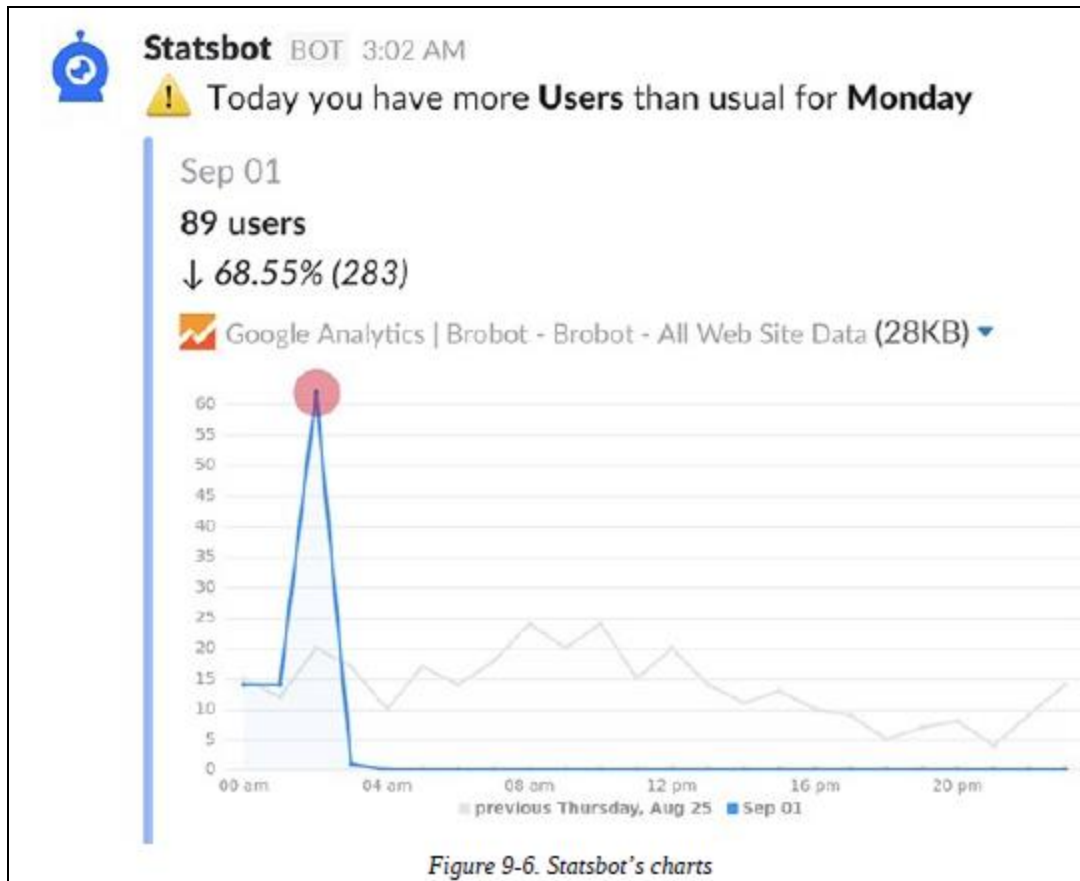 Statsbot BOT 3:02 AM
Today you have more Users than usual for Monday
Sep 01
89 users
↓ 68.55% (283)
Google Analytics | Brobot - Brobot - All Web Site Data (28KB)
60
55
50
45
40
35
30
25
20
15
10
5
0
00 am 04 am 08 am 12 pm 16 pm 20 pm
previous Thursday, Aug 25 Sep 01
Figure 9-6. Statsbot's charts